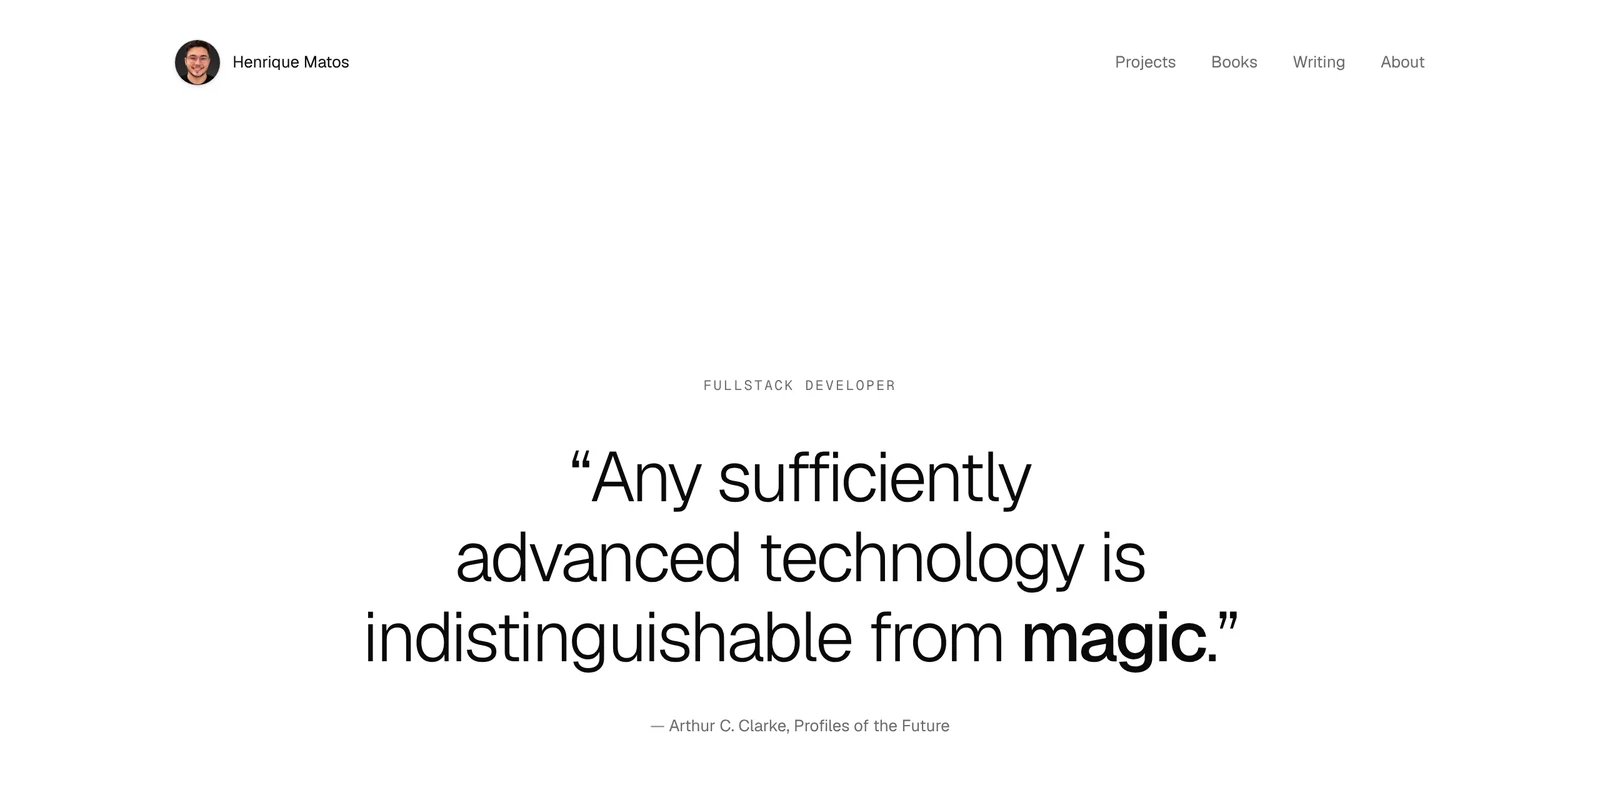 Henrique Matos
Projects Books Writing About
FULLSTACK DEVELOPER
“Any sufficiently
advanced technology is
indistinguishable from magic.”
— Arthur C. Clarke, Profiles of the Future